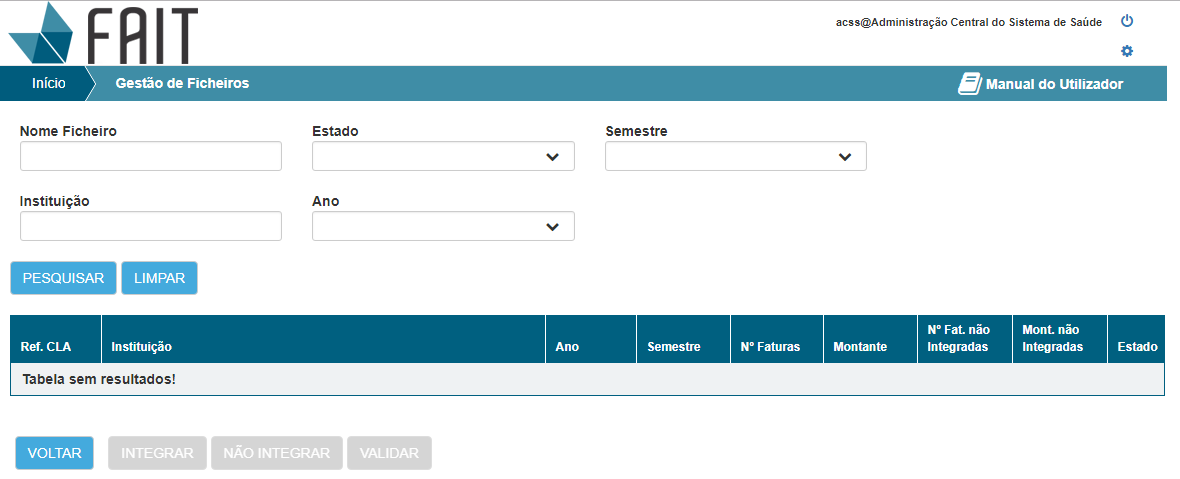 FAIT
acss@Administração Central do Sistema de Saúde
Início
Gestão de Ficheiros
Manual do Utilizador
Nome Ficheiro
Estado
Semestre
Instituição
Ano
PESQUISAR
LIMPAR
Ref. CLA
Instituição
Ano
Semestre
Nº Faturas
Montante
Nº Fat. não
Integradas
Mont. não
Integradas
Estado
Tabela sem resultados!
VOLTAR
INTEGRAR
NÃO INTEGRAR
VALIDAR